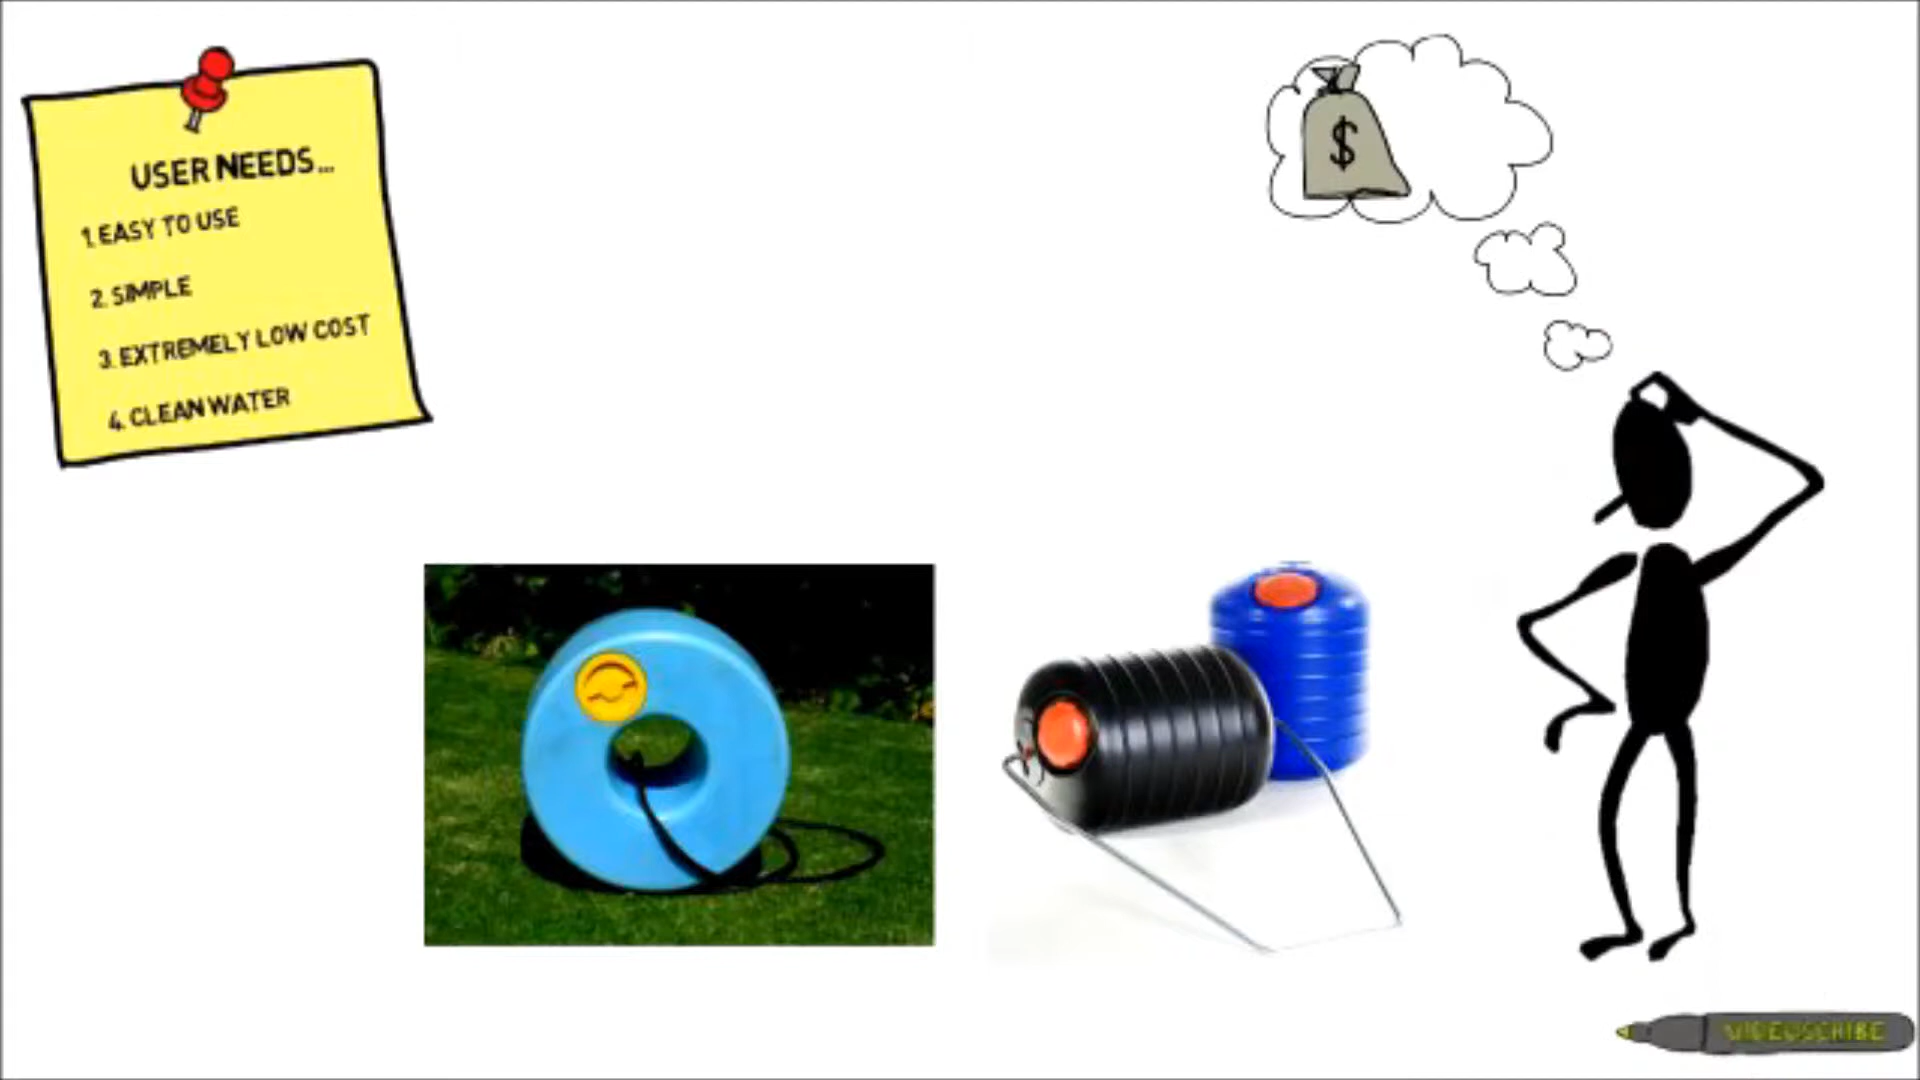 USER NEEDS...
1. EASY TO USE
2. SIMPLE
3. EXTREMELY LOW COST
4. CLEAN WATER
$
VIDEOSCRIBE